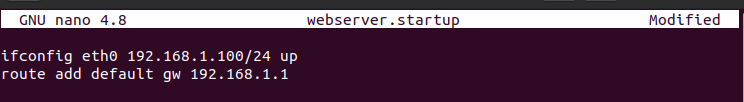 GNU nano 4.8 webserver.startup Modified
ifconfig eth0 192.168.1.100/24 up
route add default gw 192.168.1.1